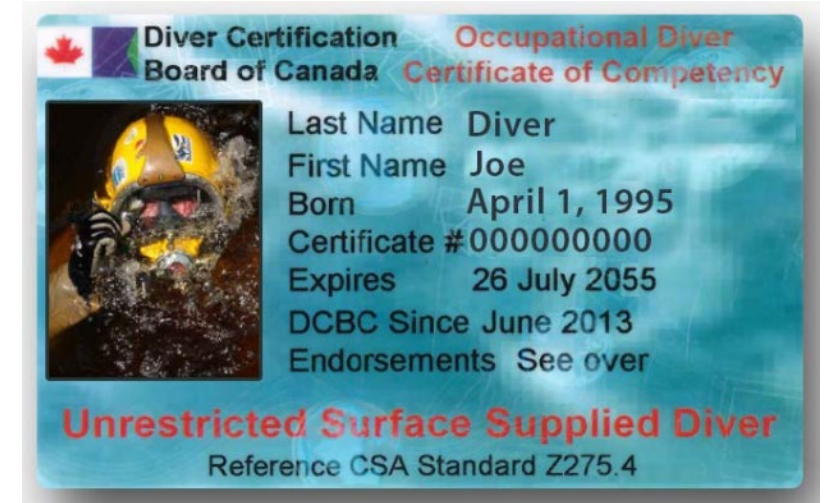 Diver Certification
Board of Canada
Occupational Diver
Certificate of Competency
Last Name Diver
First Name Joe
Born April 1, 1995
Certificate #000000000
Expires 26 July 2055
DCBC Since June 2013
Endorsements See over
Unrestricted Surface Supplied Diver
Reference CSA Standard Z275.4